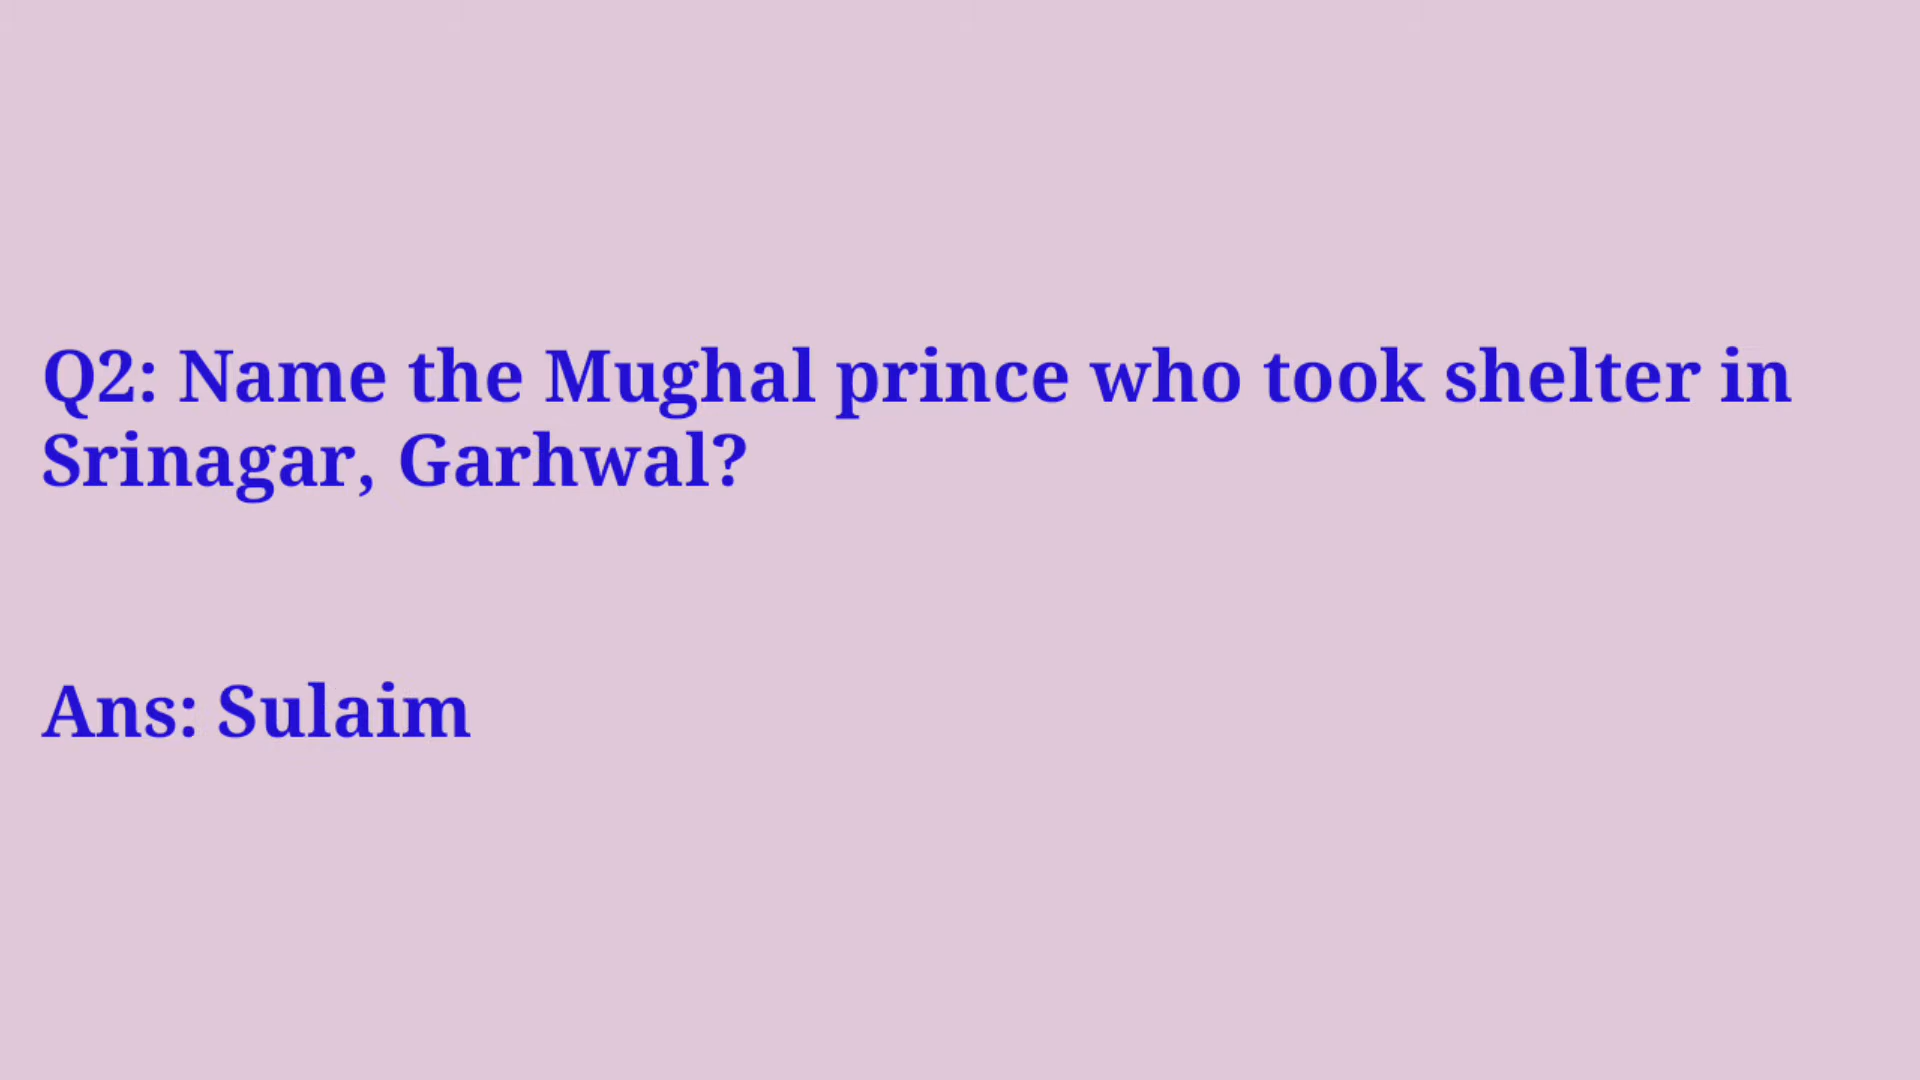 Q2: Name the Mughal prince who took shelter in
Srinagar, Garhwal?
Ans: Sulaim